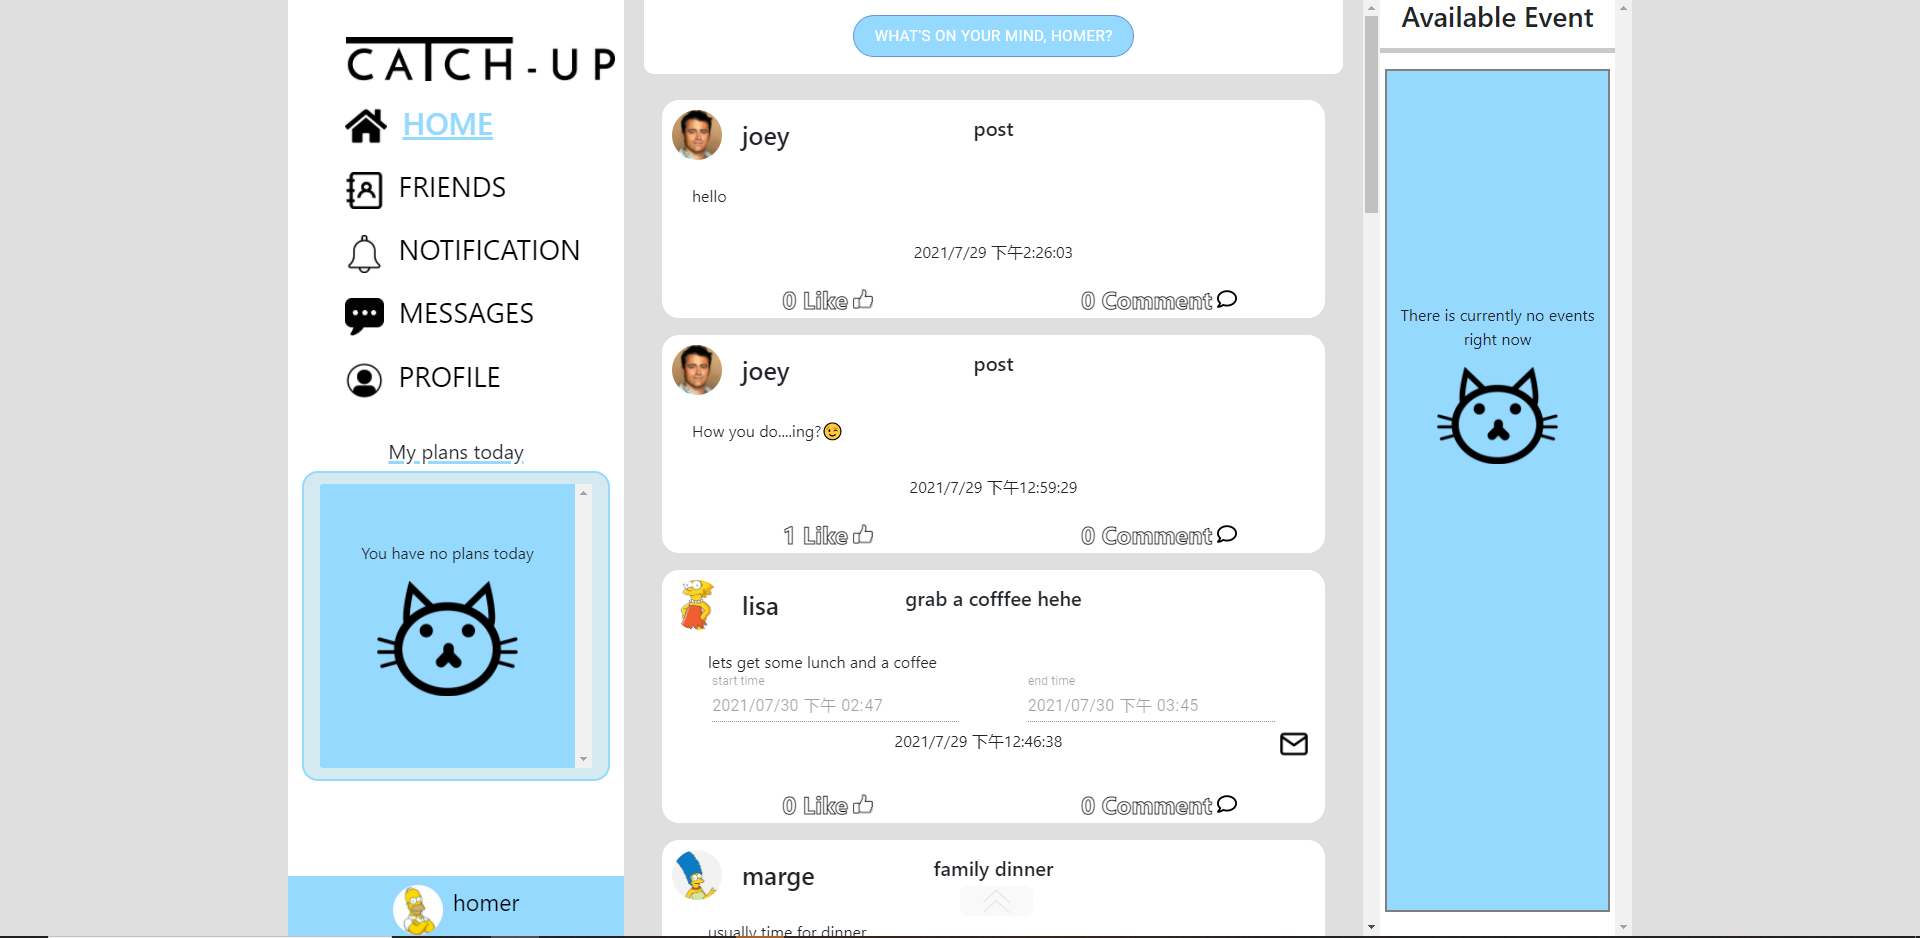 CATCH-UP
HOME
FRIENDS
NOTIFICATION
MESSAGES
PROFILE
My plans today
You have no plans today
homer
WHAT'S ON YOUR MIND, HOMER?
joey
post
hello
2021/7/29 下午2:26:03
0 Like
0 Comment
joey
post
How you do....ing?😉
2021/7/29 下午12:59:29
1 Like
0 Comment
lisa
grab a cofffee hehe
lets get some lunch and a coffee
start time
end time
2021/07/30 下午 02:47
2021/07/30 下午 03:45
2021/7/29 下午12:46:38
0 Like
0 Comment
marge
family dinner
usually time for dinner
Available Event
There is currently no events
right now